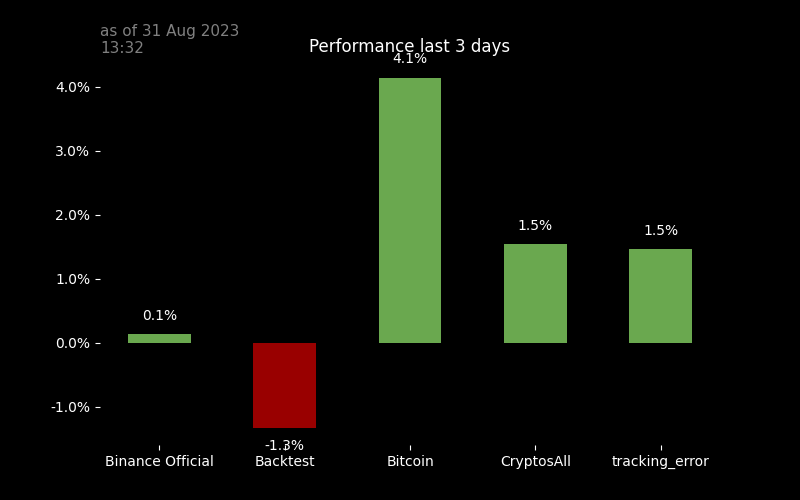 as of 31 Aug 2023
13:32
Performance last 3 days
4.1%
4.0%
3.0%
2.0%
1.0%
0.0%
-1.0%
0.1%
-1.3%
1.5%
1.5%
Binance Official
Backtest
Bitcoin
CryptosAll
tracking_error